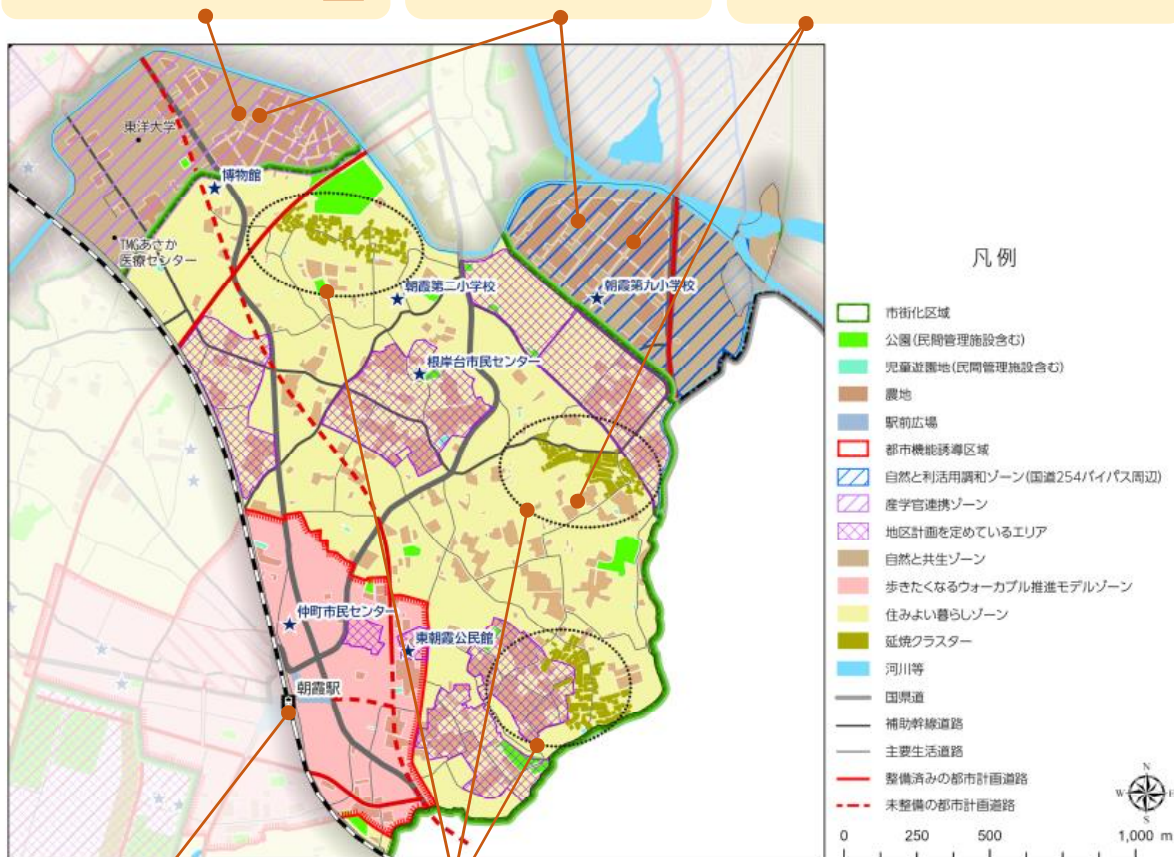 東洋大学
博物館
TMGあさか
医療センター
朝霞第二小学校
朝霞第九小学校
根岸台市民センター
仲町市民センター
東朝霞公民館
朝霞駅
凡例
市街化区域
公園(民間管理施設含む)
児童遊園地(民間管理施設含む)
農地
駅前広場
都市機能誘導区域
自然と利活用調和ゾーン(国道254バイパス周辺)
産学官連携ゾーン
地区計画を定めているエリア
自然と共生ゾーン
歩きたくなるウォーカブル推進モデルゾーン
住みよい暮らしゾーン
延焼クラスター
河川等
国県道
補助幹線道路
主要生活道路
整備済みの都市計画道路
未整備の都市計画道路
N
W E
S
0 250 500 1,000 m